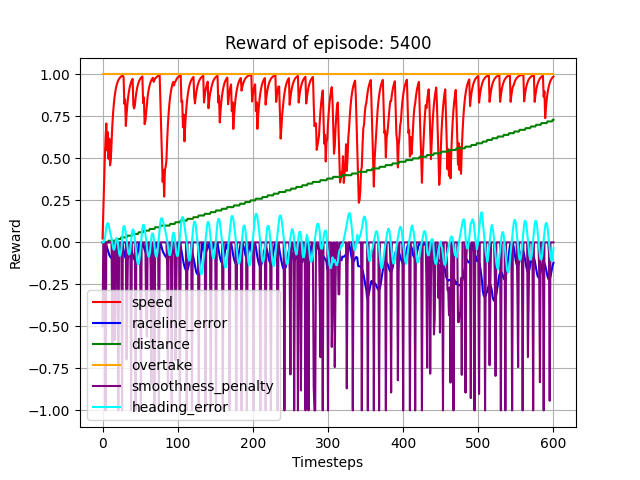 Reward of episode: 5400
1.00
0.75
0.50
0.25
0.00
−0.25
−0.50
−0.75
−1.00
Reward
speed
raceline_error
distance
overtake
smoothness_penalty
heading_error
0 100 200 300 400 500 600
Timesteps